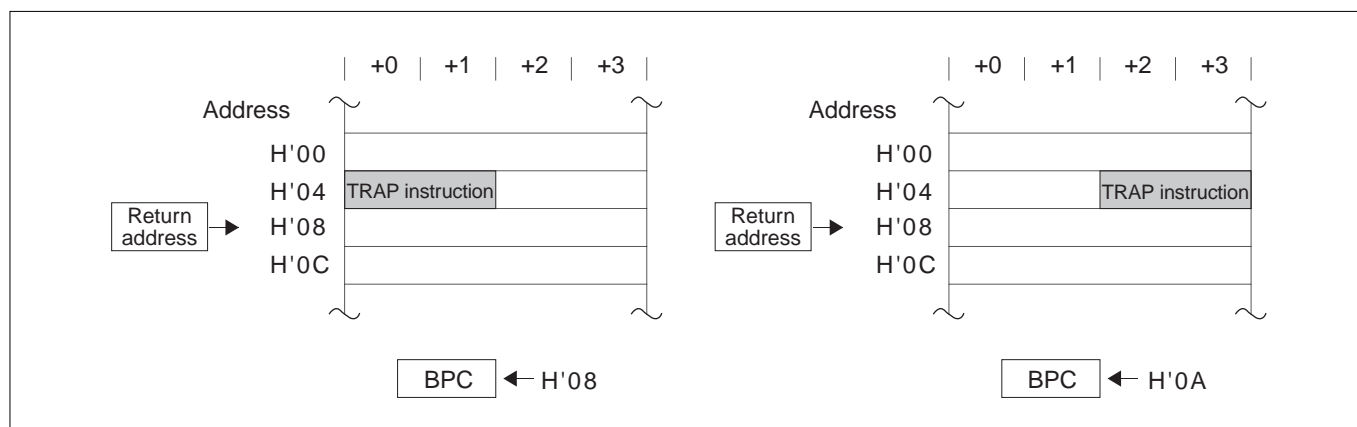 +0 +1 +2 +3
Address
H'00
H'04 TRAP instruction
Return address
H'08
H'0C
BPC H'08
+0 +1 +2 +3
Address
H'00
H'04 TRAP instruction
Return address
H'08
H'0C
BPC H'0A